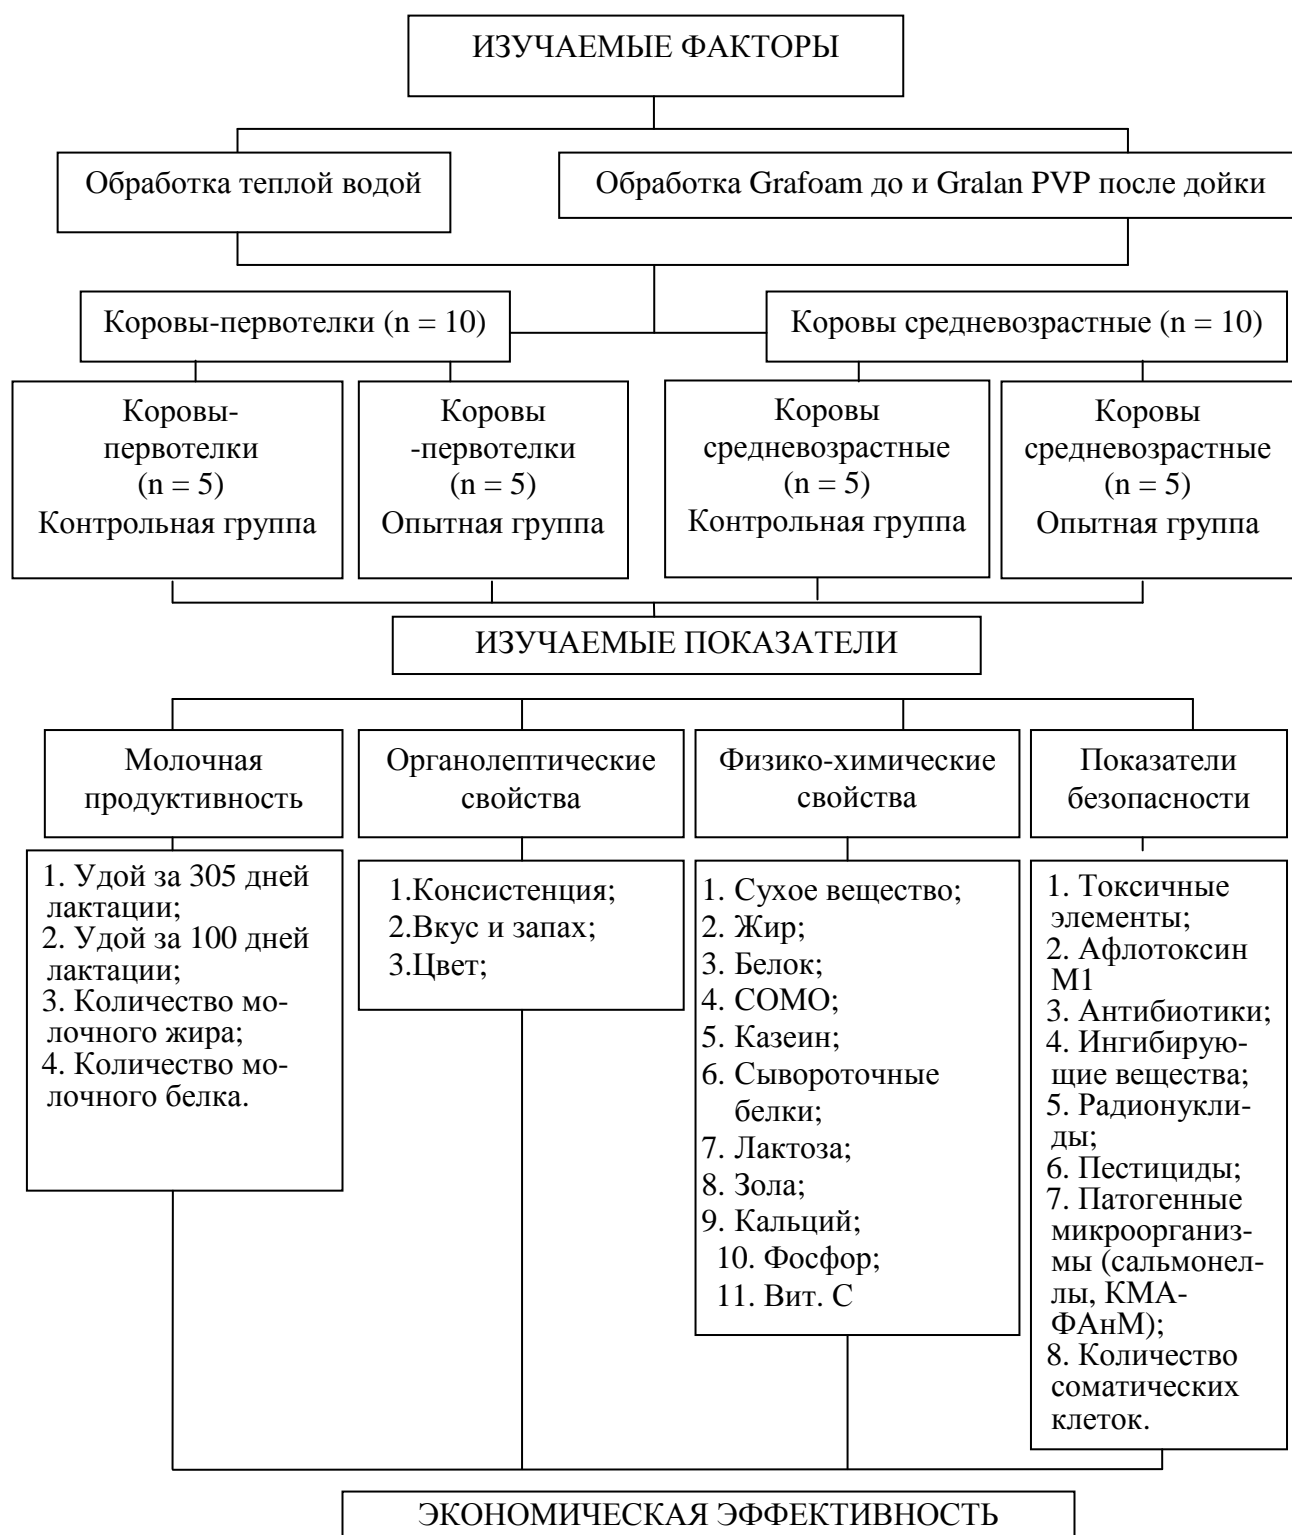 ИЗУЧАЕМЫЕ ФАКТОРЫ
Обработка теплой водой
Обработка Grafoam до и Gralan PVP после дойки
Коровы-первотелки (n = 10)
Коровы средневозрастные (n = 10)
Коровы-
первотелки
(n = 5)
Контрольная группа
Коровы
-первотелки
(n = 5)
Опытная группа
Коровы
средневозрастные
(n = 5)
Контрольная группа
Коровы
средневозрастные
(n = 5)
Опытная группа
ИЗУЧАЕМЫЕ ПОКАЗАТЕЛИ
Молочная
продуктивность
Органолептические
свойства
Физико-химические
свойства
Показатели
безопасности
1. Удой за 305 дней
лактации;
2. Удой за 100 дней
лактации;
3. Количество мо-
лочного жира;
4. Количество мо-
лочного белка.
1.Консистенция;
2.Вкус и запах;
3.Цвет;
1. Сухое вещество;
2. Жир;
3. Белок;
4. СОМО;
5. Казеин;
6. Сывороточные
белки;
7. Лактоза;
8. Зола;
9. Кальций;
10. Фосфор;
11. Вит. С
1. Токсичные
элементы;
2. Афлотоксин
М1
3. Антибиотики;
4. Ингибирую-
щие вещества;
5. Радионукли-
ды;
6. Пестициды;
7. Патогенные
микроорганиз-
мы (сальмонел-
лы, КМА-
ФАнМ);
8. Количество
соматических
клеток.
ЭКОНОМИЧЕСКАЯ ЭФФЕКТИВНОСТЬ